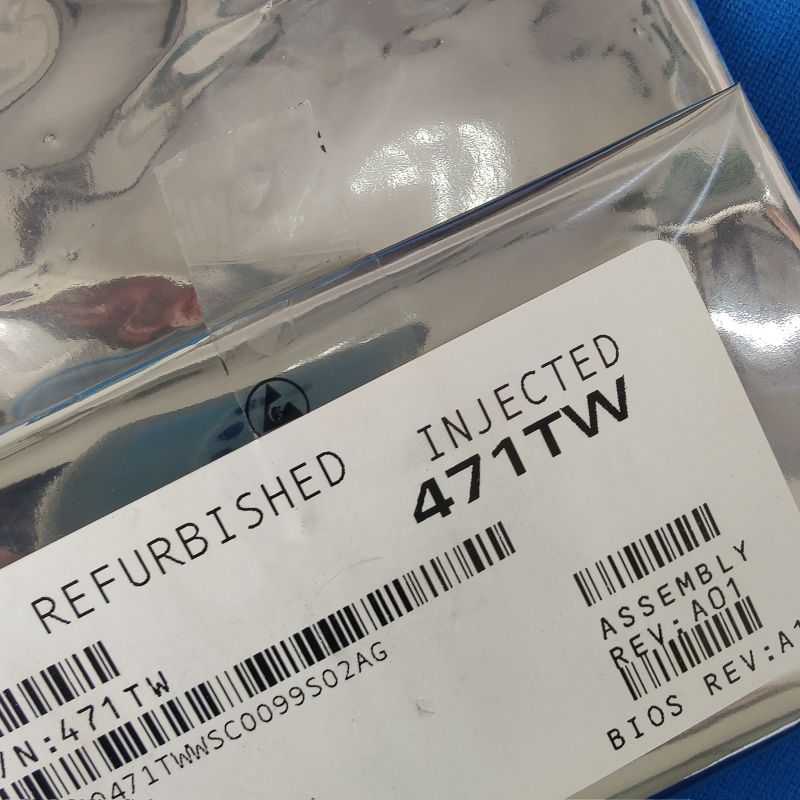 REFURBISHED INJECTED
471TW
/N:471TW
0471TWWSC0099S02AG
ASSEMBLY
REV:A01
BIOS REV:A1